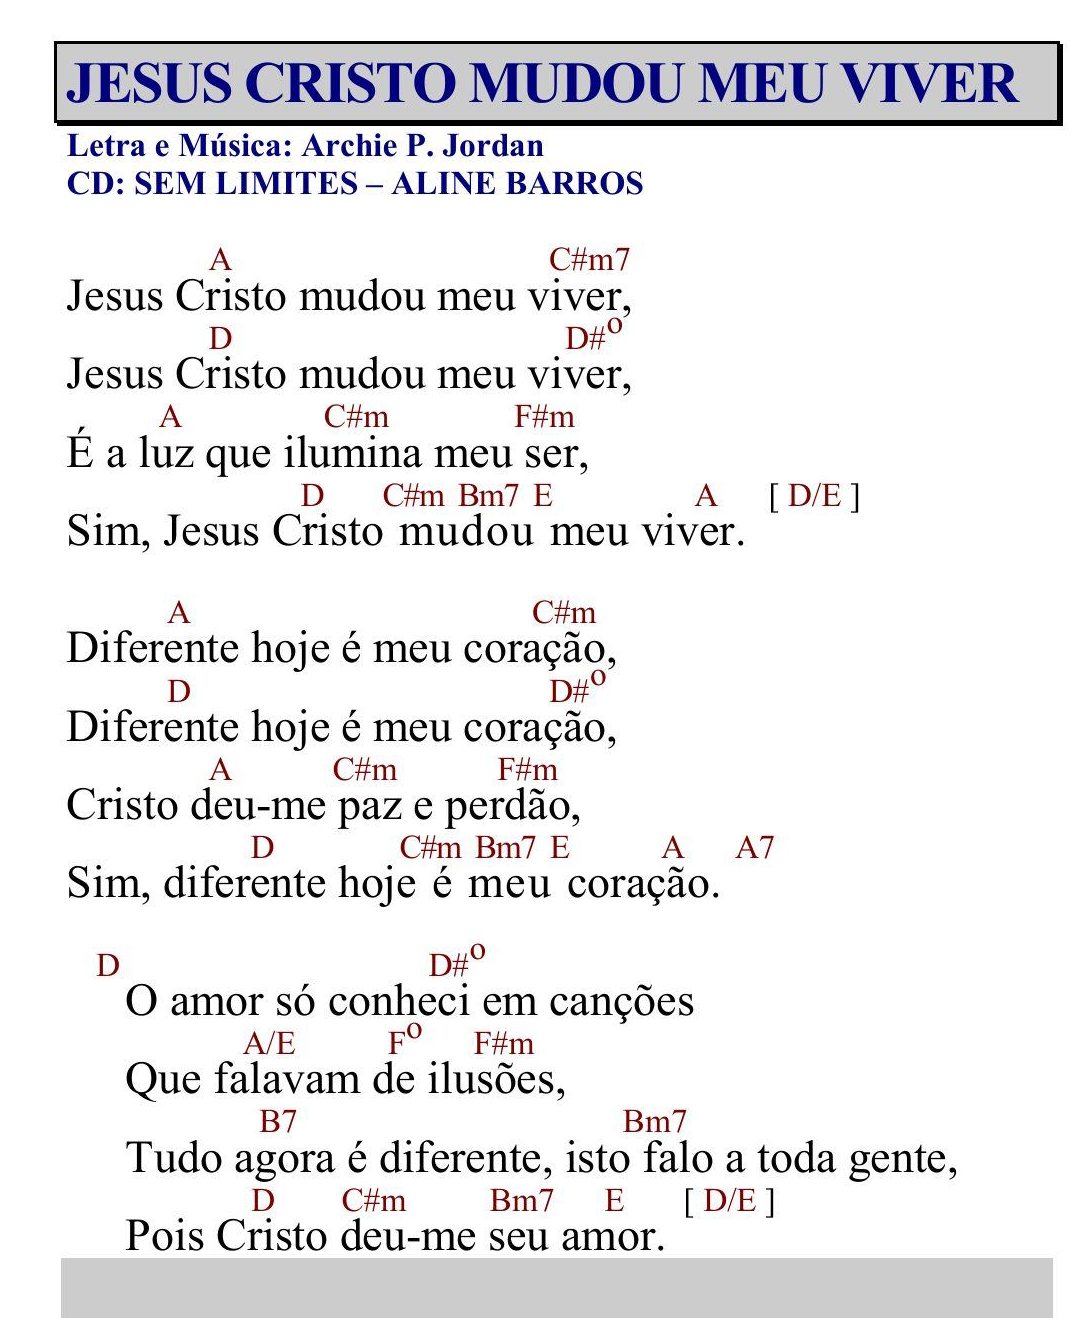 JESUS CRISTO MUDOU MEU VIVER
Letra e Música: Archie P. Jordan
CD: SEM LIMITES – ALINE BARROS
A C#m7
Jesus Cristo mudou meu viver,
D D#º
Jesus Cristo mudou meu viver,
A C#m F#m
É a luz que ilumina meu ser,
D C#m Bm7 E A [ D/E ]
Sim, Jesus Cristo mudou meu viver.
A C#m
Diferente hoje é meu coração,
D D#º
Diferente hoje é meu coração,
A C#m F#m
Cristo deu-me paz e perdão,
D C#m Bm7 E A A7
Sim, diferente hoje é meu coração.
D D#º
O amor só conheci em canções
A/E Fº F#m
Que falavam de ilusões,
B7 Bm7
Tudo agora é diferente, isto falo a toda gente,
D C#m Bm7 E [ D/E ]
Pois Cristo deu-me seu amor.